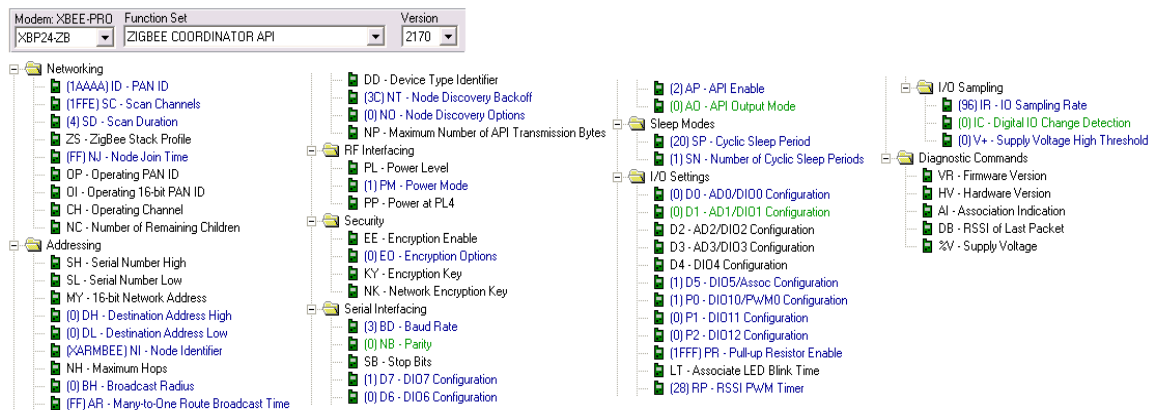 Modem: XBEE-PRO Function Set Version
XBP24-ZB ZIGBEE COORDINATOR API 2170
Networking
(1AAAA) ID - PAN ID
(1FFE) SC - Scan Channels
(4) SD - Scan Duration
ZS - ZigBee Stack Profile
(FF) NJ - Node Join Time
OP - Operating PAN ID
OI - Operating 16-bit PAN ID
CH - Operating Channel
NC - Number of Remaining Children
Addressing
SH - Serial Number High
SL - Serial Number Low
MY - 16-bit Network Address
(0) DH - Destination Address High
(0) DL - Destination Address Low
(XARMBEE) NI - Node Identifier
NH - Maximum Hops
(0) BH - Broadcast Radius
(FF) AR - Many-to-One Route Broadcast Time
DD - Device Type Identifier
(3C) NT - Node Discovery Backoff
(0) NO - Node Discovery Options
NP - Maximum Number of API Transmission Bytes
RF Interfacing
PL - Power Level
(1) PM - Power Mode
PP - Power at PL4
Security
EE - Encryption Enable
(0) EO - Encryption Options
KY - Encryption Key
NK - Network Encryption Key
Serial Interfacing
(3) BD - Baud Rate
(0) NB - Parity
SB - Stop Bits
(1) D7 - DIO7 Configuration
(0) D6 - DIO6 Configuration
(2) AP - API Enable
(0) AO - API Output Mode
Sleep Modes
(20) SP - Cyclic Sleep Period
(1) SN - Number of Cyclic Sleep Periods
I/O Settings
(0) D0 - AD0/DIO0 Configuration
(0) D1 - AD1/DIO1 Configuration
D2 - AD2/DIO2 Configuration
D3 - AD3/DIO3 Configuration
D4 - DIO4 Configuration
(1) D5 - DIO5/Assoc Configuration
(1) P0 - DIO10/PWM0 Configuration
(0) P1 - DIO11 Configuration
(0) P2 - DIO12 Configuration
(1FFF) PR - Pull-up Resistor Enable
LT - Associate LED Blink Time
(28) RP - RSSI PWM Timer
I/O Sampling
(96) IR - IO Sampling Rate
(0) IC - Digital IO Change Detection
(0) V+ - Supply Voltage High Threshold
Diagnostic Commands
VR - Firmware Version
HV - Hardware Version
AI - Association Indication
DB - RSSI of Last Packet
%V - Supply Voltage